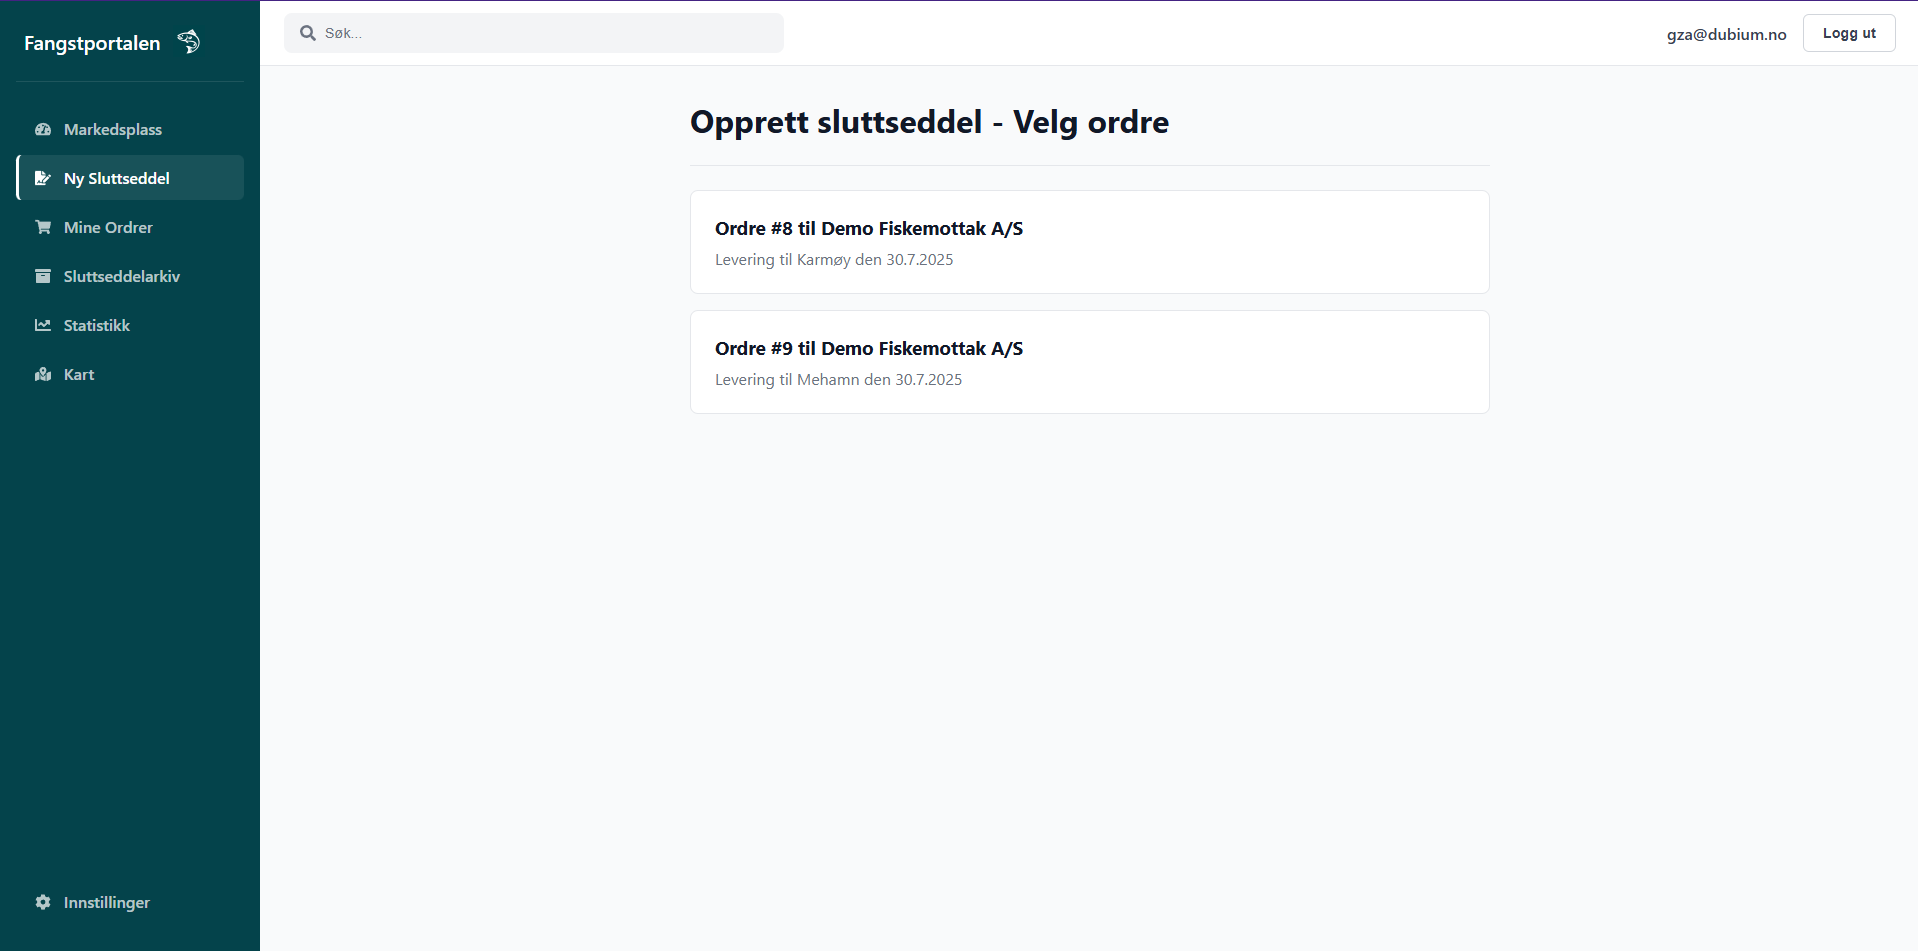 Fangstportalen
Søk...
gza@dubium.no
Logg ut
Markedsplass
Ny Sluttseddel
Mine Ordrer
Sluttseddelarkiv
Statistikk
Kart
Innstillinger
Opprett sluttseddel - Velg ordre
Ordre #8 til Demo Fiskemottak A/S
Levering til Karmøy den 30.7.2025
Ordre #9 til Demo Fiskemottak A/S
Levering til Mehamn den 30.7.2025